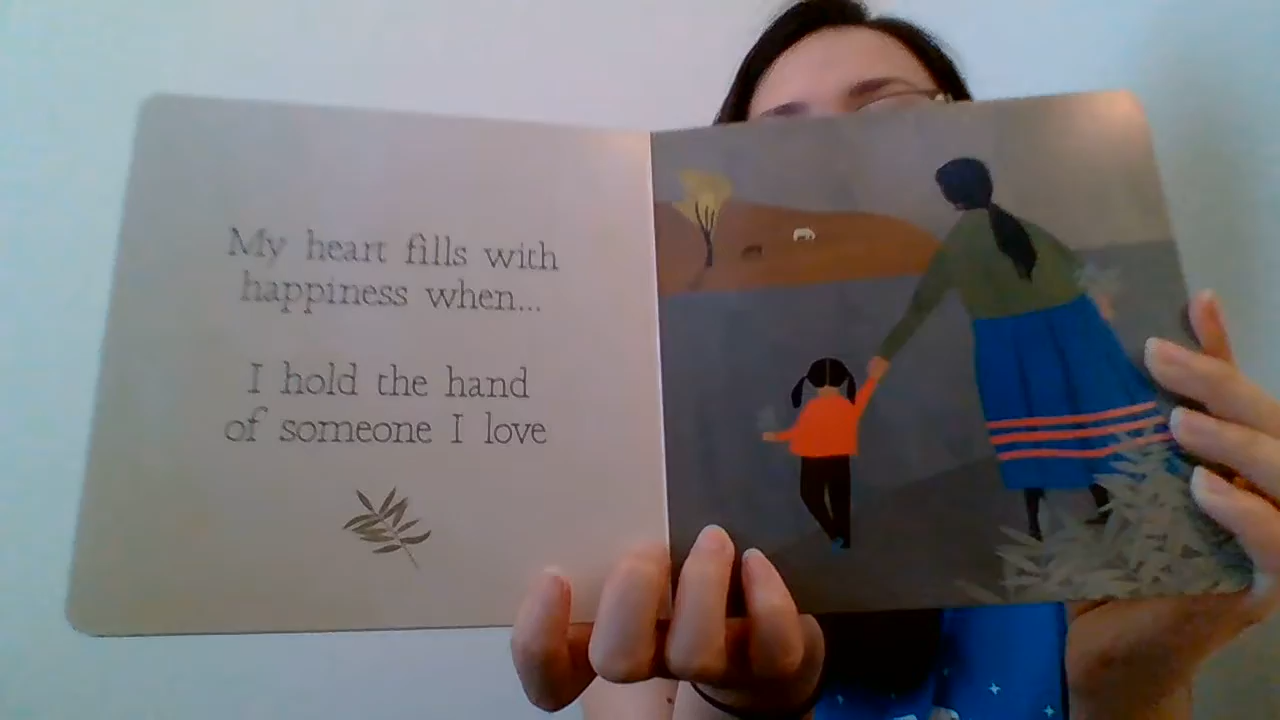 My heart fills with
happiness when...
I hold the hand
of someone I love